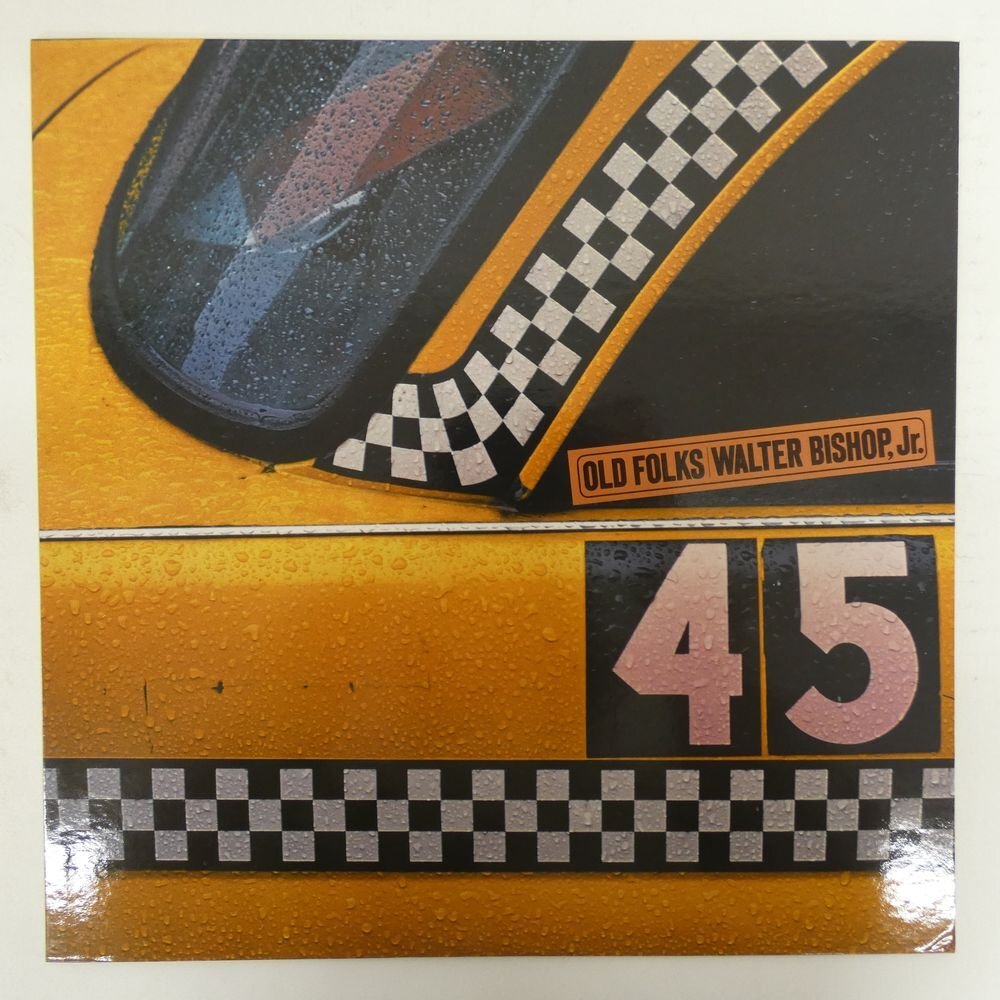 OLD FOLKS WALTER BISHOP, Jr.
45